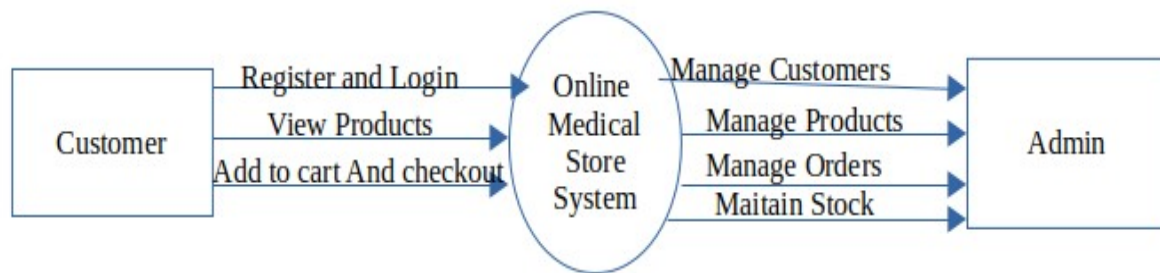 Customer
Register and Login
View Products
Add to cart And checkout
Online
Medical
Store
System
Manage Customers
Manage Products
Manage Orders
Maitain Stock
Admin